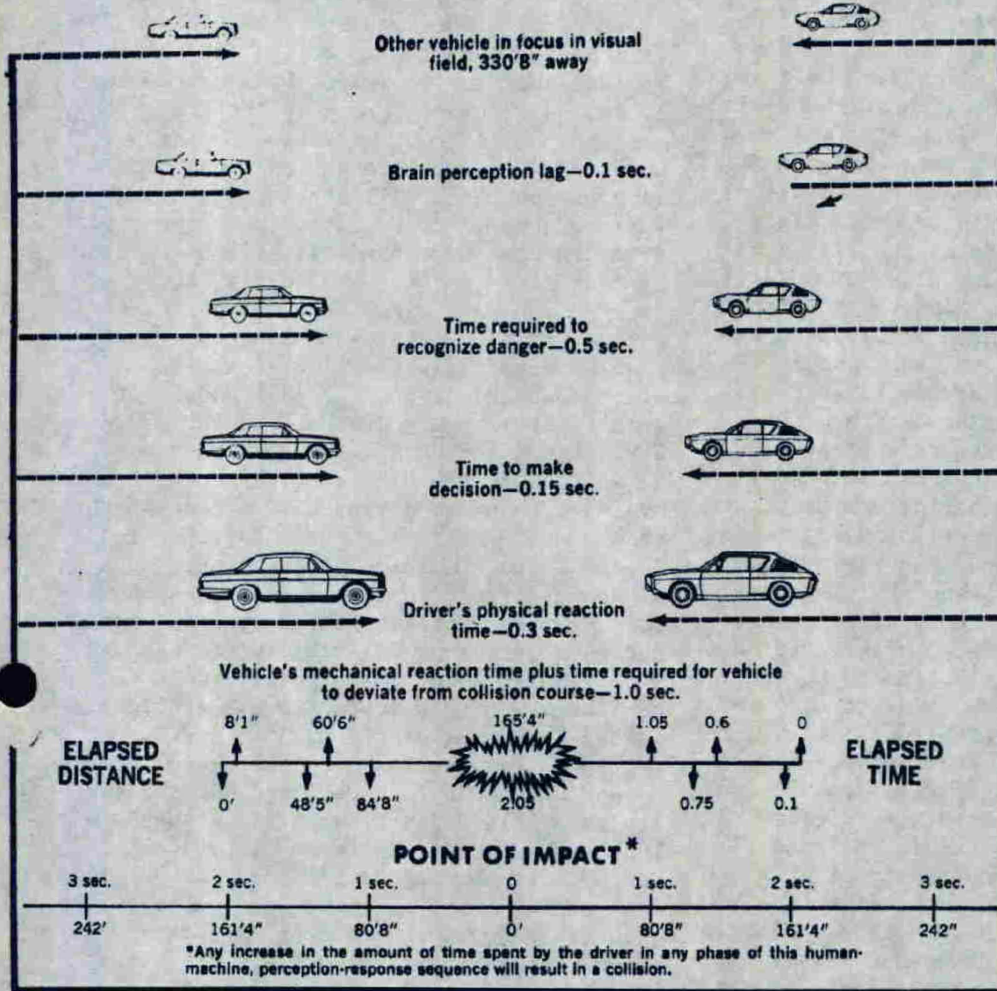 Other vehicle in focus in visual
field, 330'8" away
Brain perception lag—0.1 sec.
Time required to
recognize danger—0.5 sec.
Time to make
decision—0.15 sec.
Driver's physical reaction
time—0.3 sec.
Vehicle's mechanical reaction time plus time required for vehicle
to deviate from collision course—1.0 sec.
8'1" 60'6" 165'4" 1.05 0.6 0
ELAPSED
DISTANCE
ELAPSED
TIME
0' 48'5" 84'8" 2.05 0.75 0.1
POINT OF IMPACT*
3 sec. 2 sec. 1 sec. 0 1 sec. 2 sec. 3 sec.
242' 161'4" 80'8" 0' 80'8" 161'4" 242"
*Any increase in the amount of time spent by the driver in any phase of this human-
machine, perception-response sequence will result in a collision.